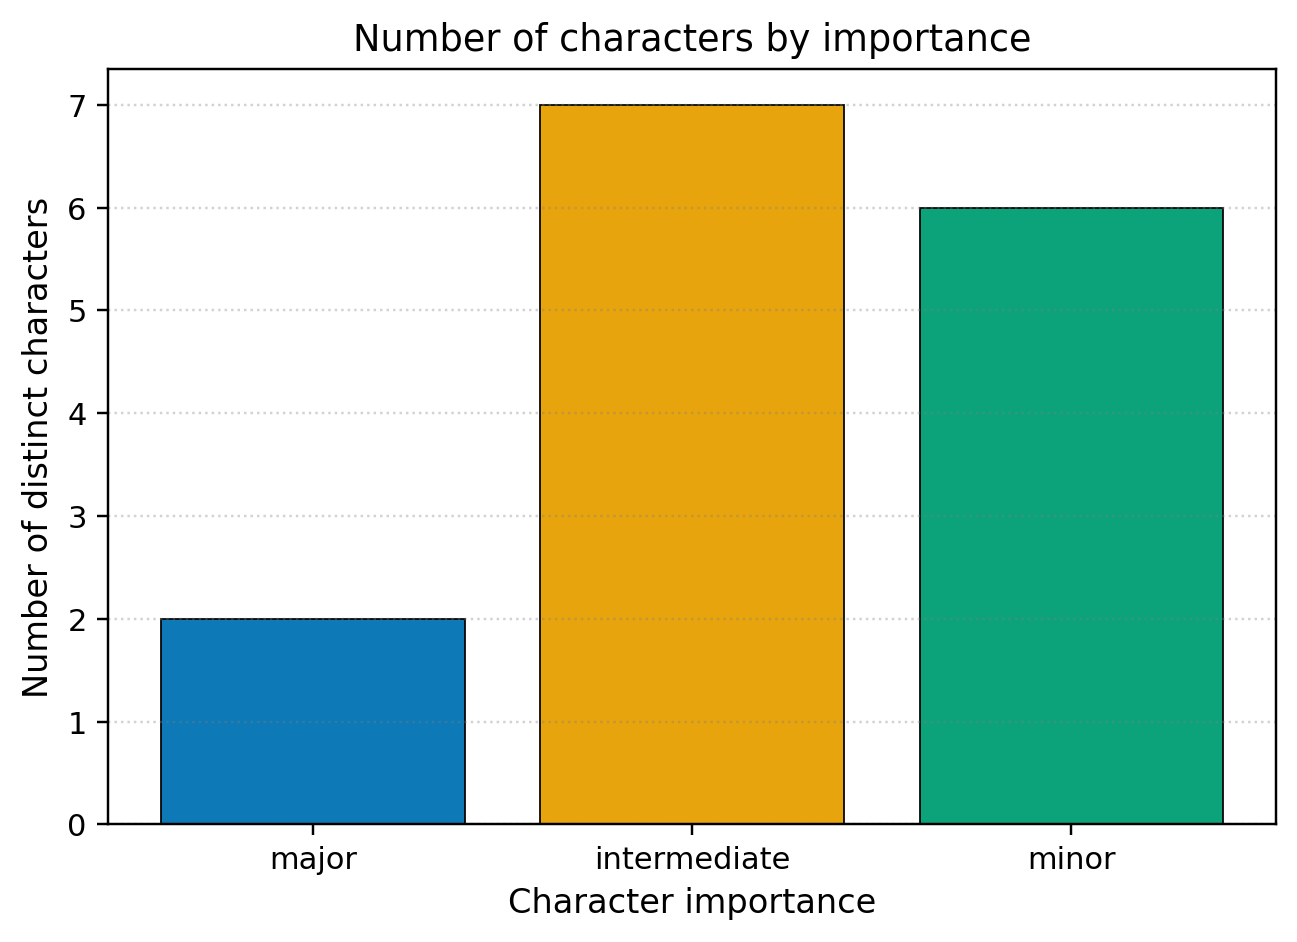 Number of characters by importance
Number of distinct characters
7
6
5
4
3
2
1
0
major
intermediate
minor
Character importance